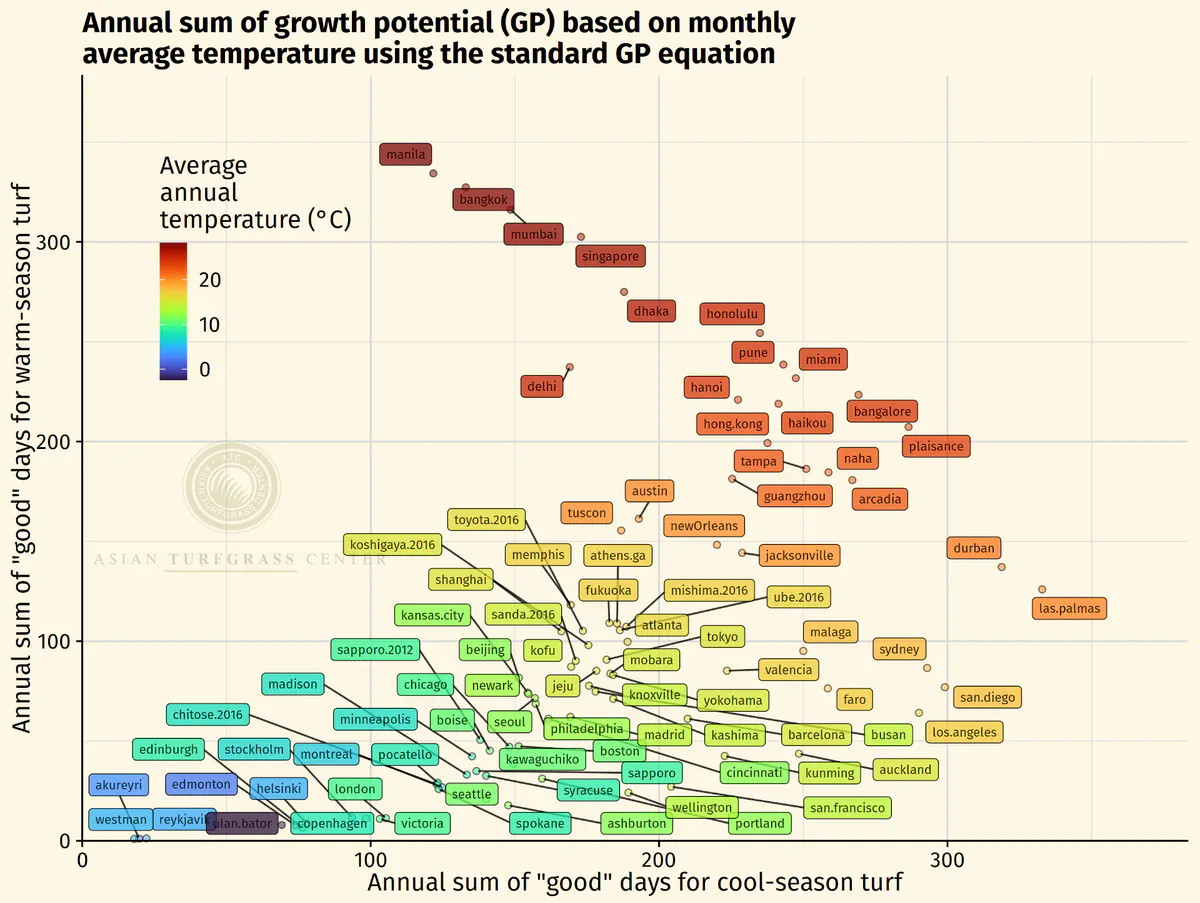 Annual sum of growth potential (GP) based on monthly
average temperature using the standard GP equation
Average
annual
temperature (°C)
20
10
0
Annual sum of "good" days for warm-season turf
300
200
100
0
manila
bangkok
mumbai
singapore
dhaka
honolulu
pune
miami
delhi
hanoi
bangalore
hong.kong
haikou
plaisance
tampa
naha
guangzhou
arcadia
austin
tuscon
toyota.2016
newOrleans
koshigaya.2016
memphis
athens.ga
jacksonville
durban
shanghai
fukuoka
mishima.2016
ube.2016
las.palmas
kansas.city
sanda.2016
atlanta
tokyo
malaga
sapporo.2012
beijing
kofu
mobara
sydney
valencia
madison
chicago
newark
jeju
knoxville
yokohama
faro
san.diego
chitose.2016
minneapolis
boise
seoul
philadelphia
madrid
kashima
barcelona
busan
los.angeles
edinburgh
stockholm
montreal
pocatello
kawaguchiko
boston
sapporo
cincinnati
kunming
auckland
akureyri
edmonton
helsinki
london
seattle
syracuse
wellington
san.francisco
westman
reykjavik
ulan.bator
copenhagen
victoria
spokane
ashburton
portland
ASIAN TURFGRASS CENTER
0
100
200
300
Annual sum of "good" days for cool-season turf